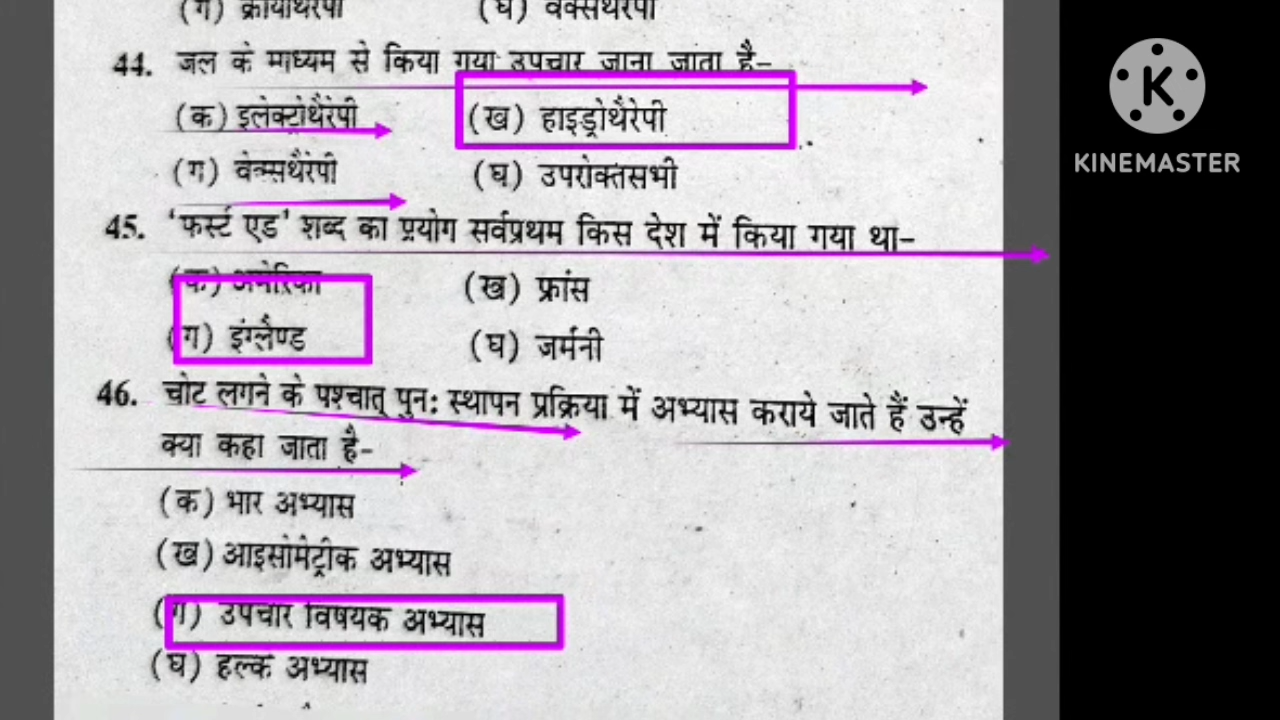 (ग) क्रायोथैरेपी (घ) वैक्सथैरेपी
44. जल के माध्यम से किया गया उपचार जाना जाता है-
(क) इलेक्ट्रोथैरेपी (ख) हाइड्रोथैरेपी
(ग) वेक्सथैरेपी (घ) उपरोक्तसभी
45. 'फर्स्ट एड' शब्द का प्रयोग सर्वप्रथम किस देश में किया गया था-
(क) अमेरिका (ख) फ्रांस
(ग) इंग्लैण्ड (घ) जर्मनी
46. चोट लगने के पश्चात् पुनः स्थापन प्रक्रिया में अभ्यास कराये जाते हैं उन्हें
क्या कहा जाता है-
(क) भार अभ्यास
(ख) आइसोमेट्रीक अभ्यास
(ग) उपचार विषयक अभ्यास
(घ) हल्के अभ्यास
K
KINEMASTER